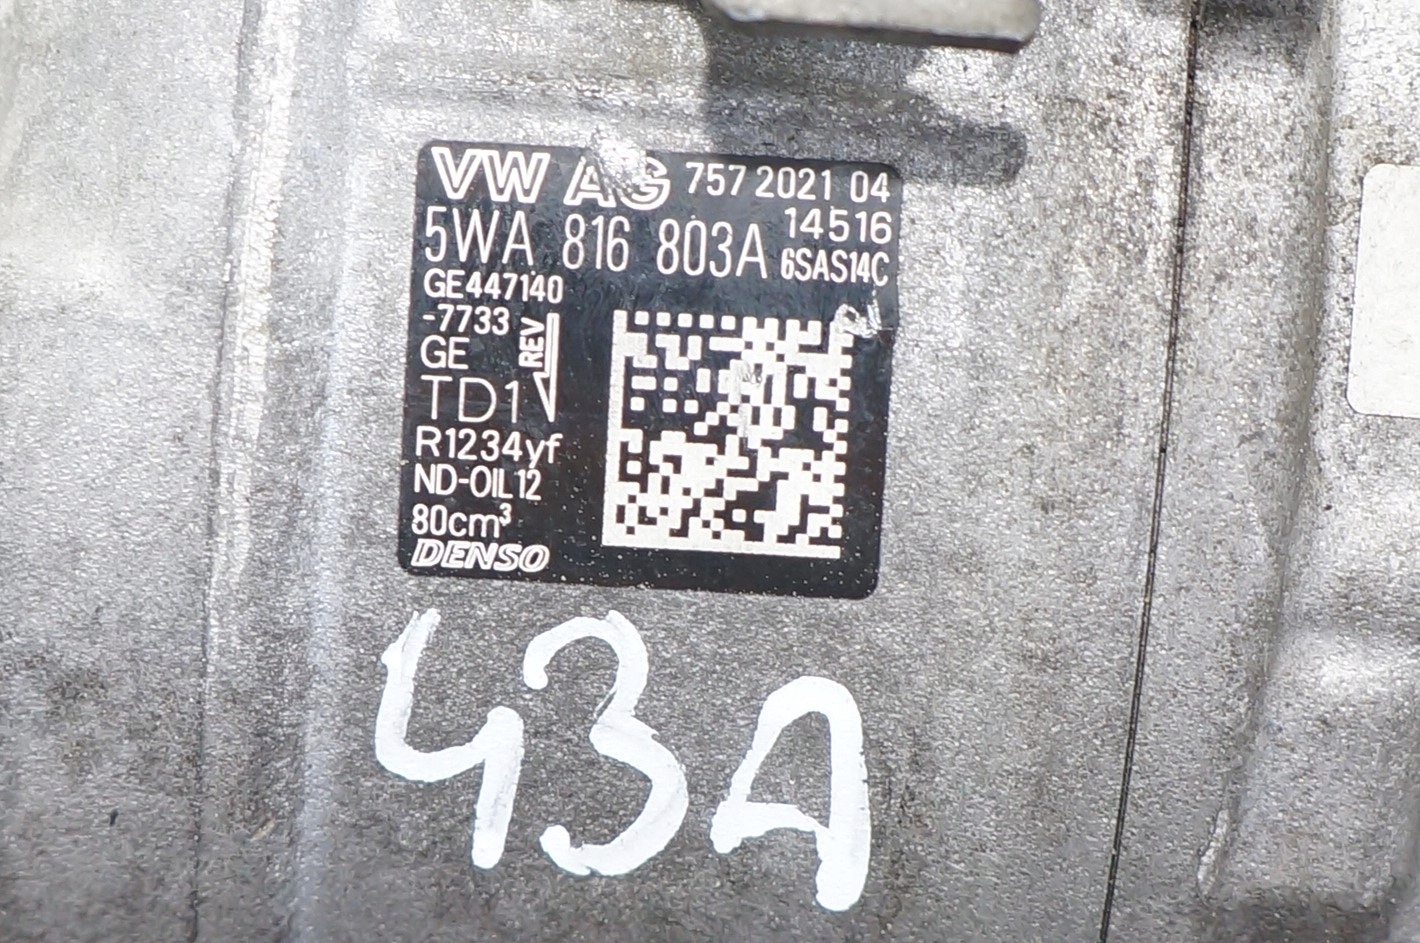 VW AG 757 2021 04
14516
5WA 816 803A 6SAS14C
GE447140
-7733
REV
GE
TD1
R1234yf
ND-OIL12
80cm³
DENSO
43A